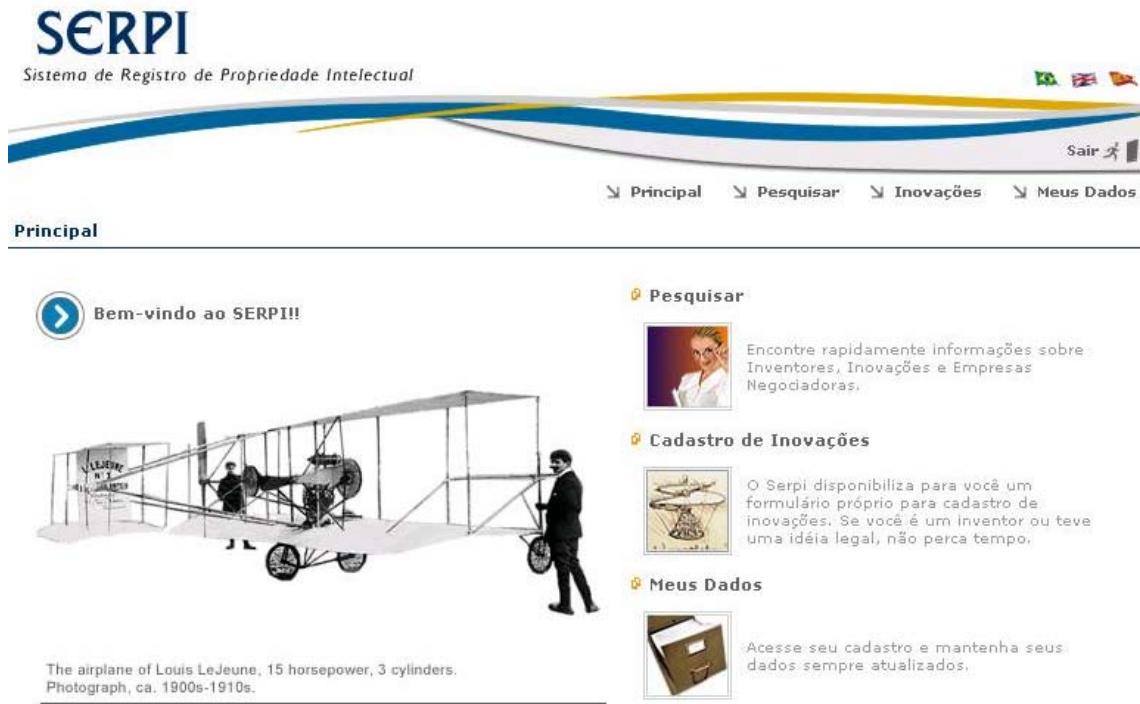 SERPI
Sistema de Registro de Propriedade Intelectual
Sair
Principal Pesquisar Inovações Meus Dados
Principal
Bem-vindo ao SERPI!!
L. LEJEUNE
The airplane of Louis LeJeune, 15 horsepower, 3 cylinders.
Photograph, ca. 1900s-1910s.
Pesquisar
Encontre rapidamente informações sobre
Inventores, Inovações e Empresas
Negociadoras.
Cadastro de Inovações
O Serpi disponibiliza para você um
formulário próprio para cadastro de
inovações. Se você é um inventor ou teve
uma idéia legal, não perca tempo.
Meus Dados
Acesse seu cadastro e mantenha seus
dados sempre atualizados.